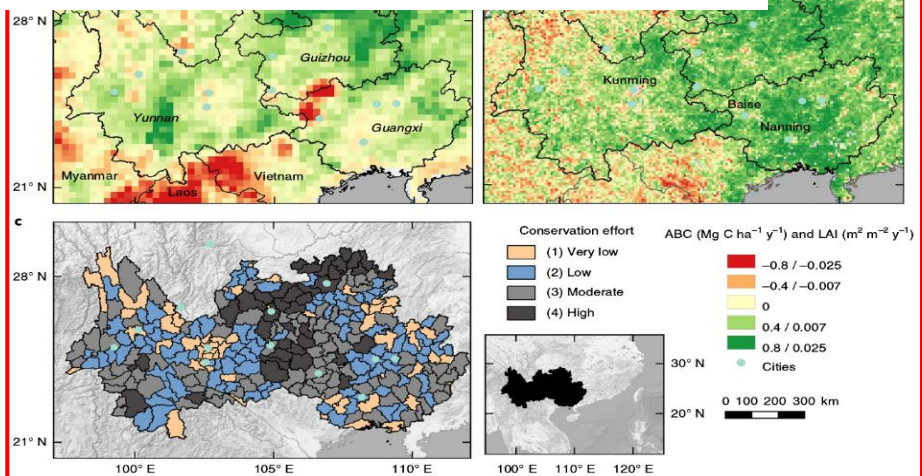 28° N
Guizhou
Yunnan
Guangxi
Myanmar
Laos
Vietnam
21° N
Kunming
Baise
Nanning
c
28° N
21° N
100° E
105° E
110° E
Conservation effort
(1) Very low
(2) Low
(3) Moderate
(4) High
ABC (Mg C ha⁻¹ y⁻¹) and LAI (m² m⁻² y⁻¹)
−0.8 / −0.025
−0.4 / −0.007
0
0.4 / 0.007
0.8 / 0.025
Cities
30° N
20° N
100° E
120° E
0 100 200 300 km